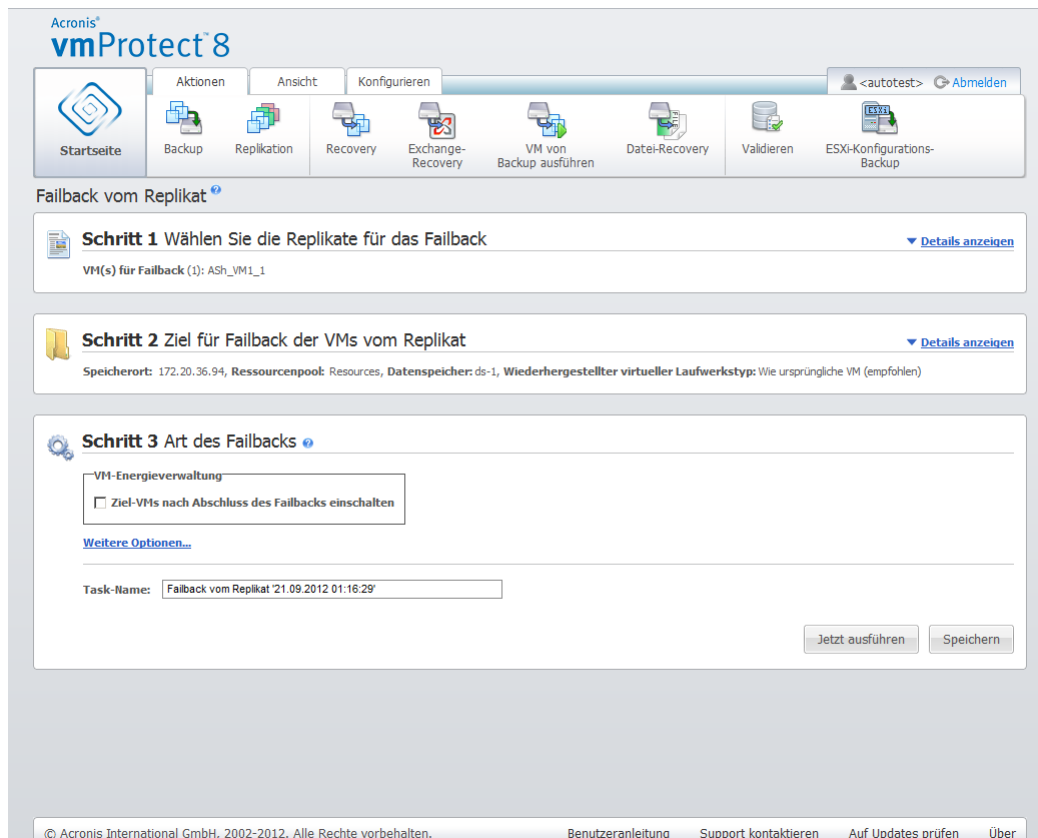 Acronis®
vmProtect™ 8
Aktionen Ansicht Konfigurieren
<autotest> Abmelden
Startseite
Backup
Replikation
Recovery
Exchange-
Recovery
VM von
Backup ausführen
Datei-Recovery
Validieren
ESXi-Konfigurations-
Backup
Failback vom Replikat ?
Schritt 1 Wählen Sie die Replikate für das Failback
Details anzeigen
VM(s) für Failback (1): ASh_VM1_1
Schritt 2 Ziel für Failback der VMs vom Replikat
Details anzeigen
Speicherort: 172.20.36.94, Ressourcenpool: Resources, Datenspeicher: ds-1, Wiederhergestellter virtueller Laufwerkstyp: Wie ursprüngliche VM (empfohlen)
Schritt 3 Art des Failbacks ?
VM-Energieverwaltung
Ziel-VMs nach Abschluss des Failbacks einschalten
Weitere Optionen...
Task-Name: Failback vom Replikat '21.09.2012 01:16:29'
Jetzt ausführen Speichern
© Acronis International GmbH, 2002-2012. Alle Rechte vorbehalten. Benutzeranleitung Support kontaktieren Auf Updates prüfen Über